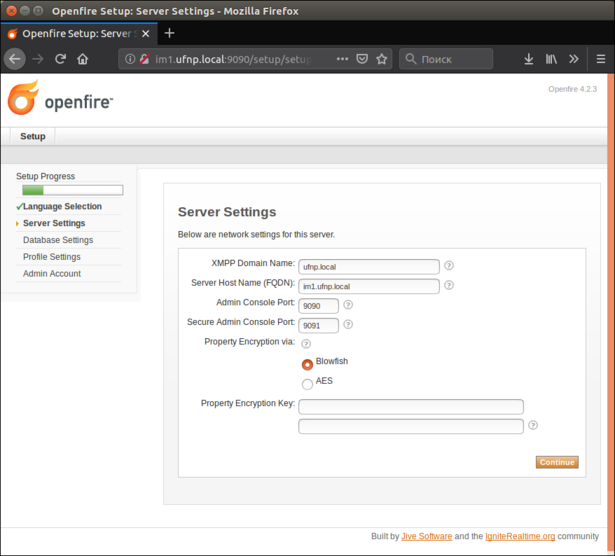 Openfire Setup: Server Settings - Mozilla Firefox
Openfire Setup: Server S
im1.ufnp.local:9090/setup/setup
Поиск
openfire
Openfire 4.2.3
Setup
Setup Progress
Language Selection
Server Settings
Database Settings
Profile Settings
Admin Account
Server Settings
Below are network settings for this server.
XMPP Domain Name: ufnp.local ?
Server Host Name (FQDN): im1.ufnp.local ?
Admin Console Port: 9090 ?
Secure Admin Console Port: 9091 ?
Property Encryption via: ?
Blowfish
AES
Property Encryption Key:
?
Continue
Built by Jive Software and the IgniteRealtime.org community